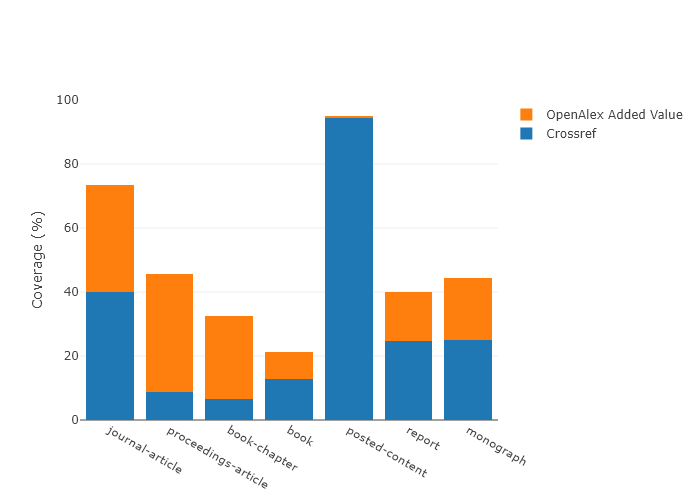 100
80
60
40
20
0
Coverage (%)
journal-article
proceedings-article
book-chapter
book
posted-content
report
monograph
OpenAlex Added Value
Crossref